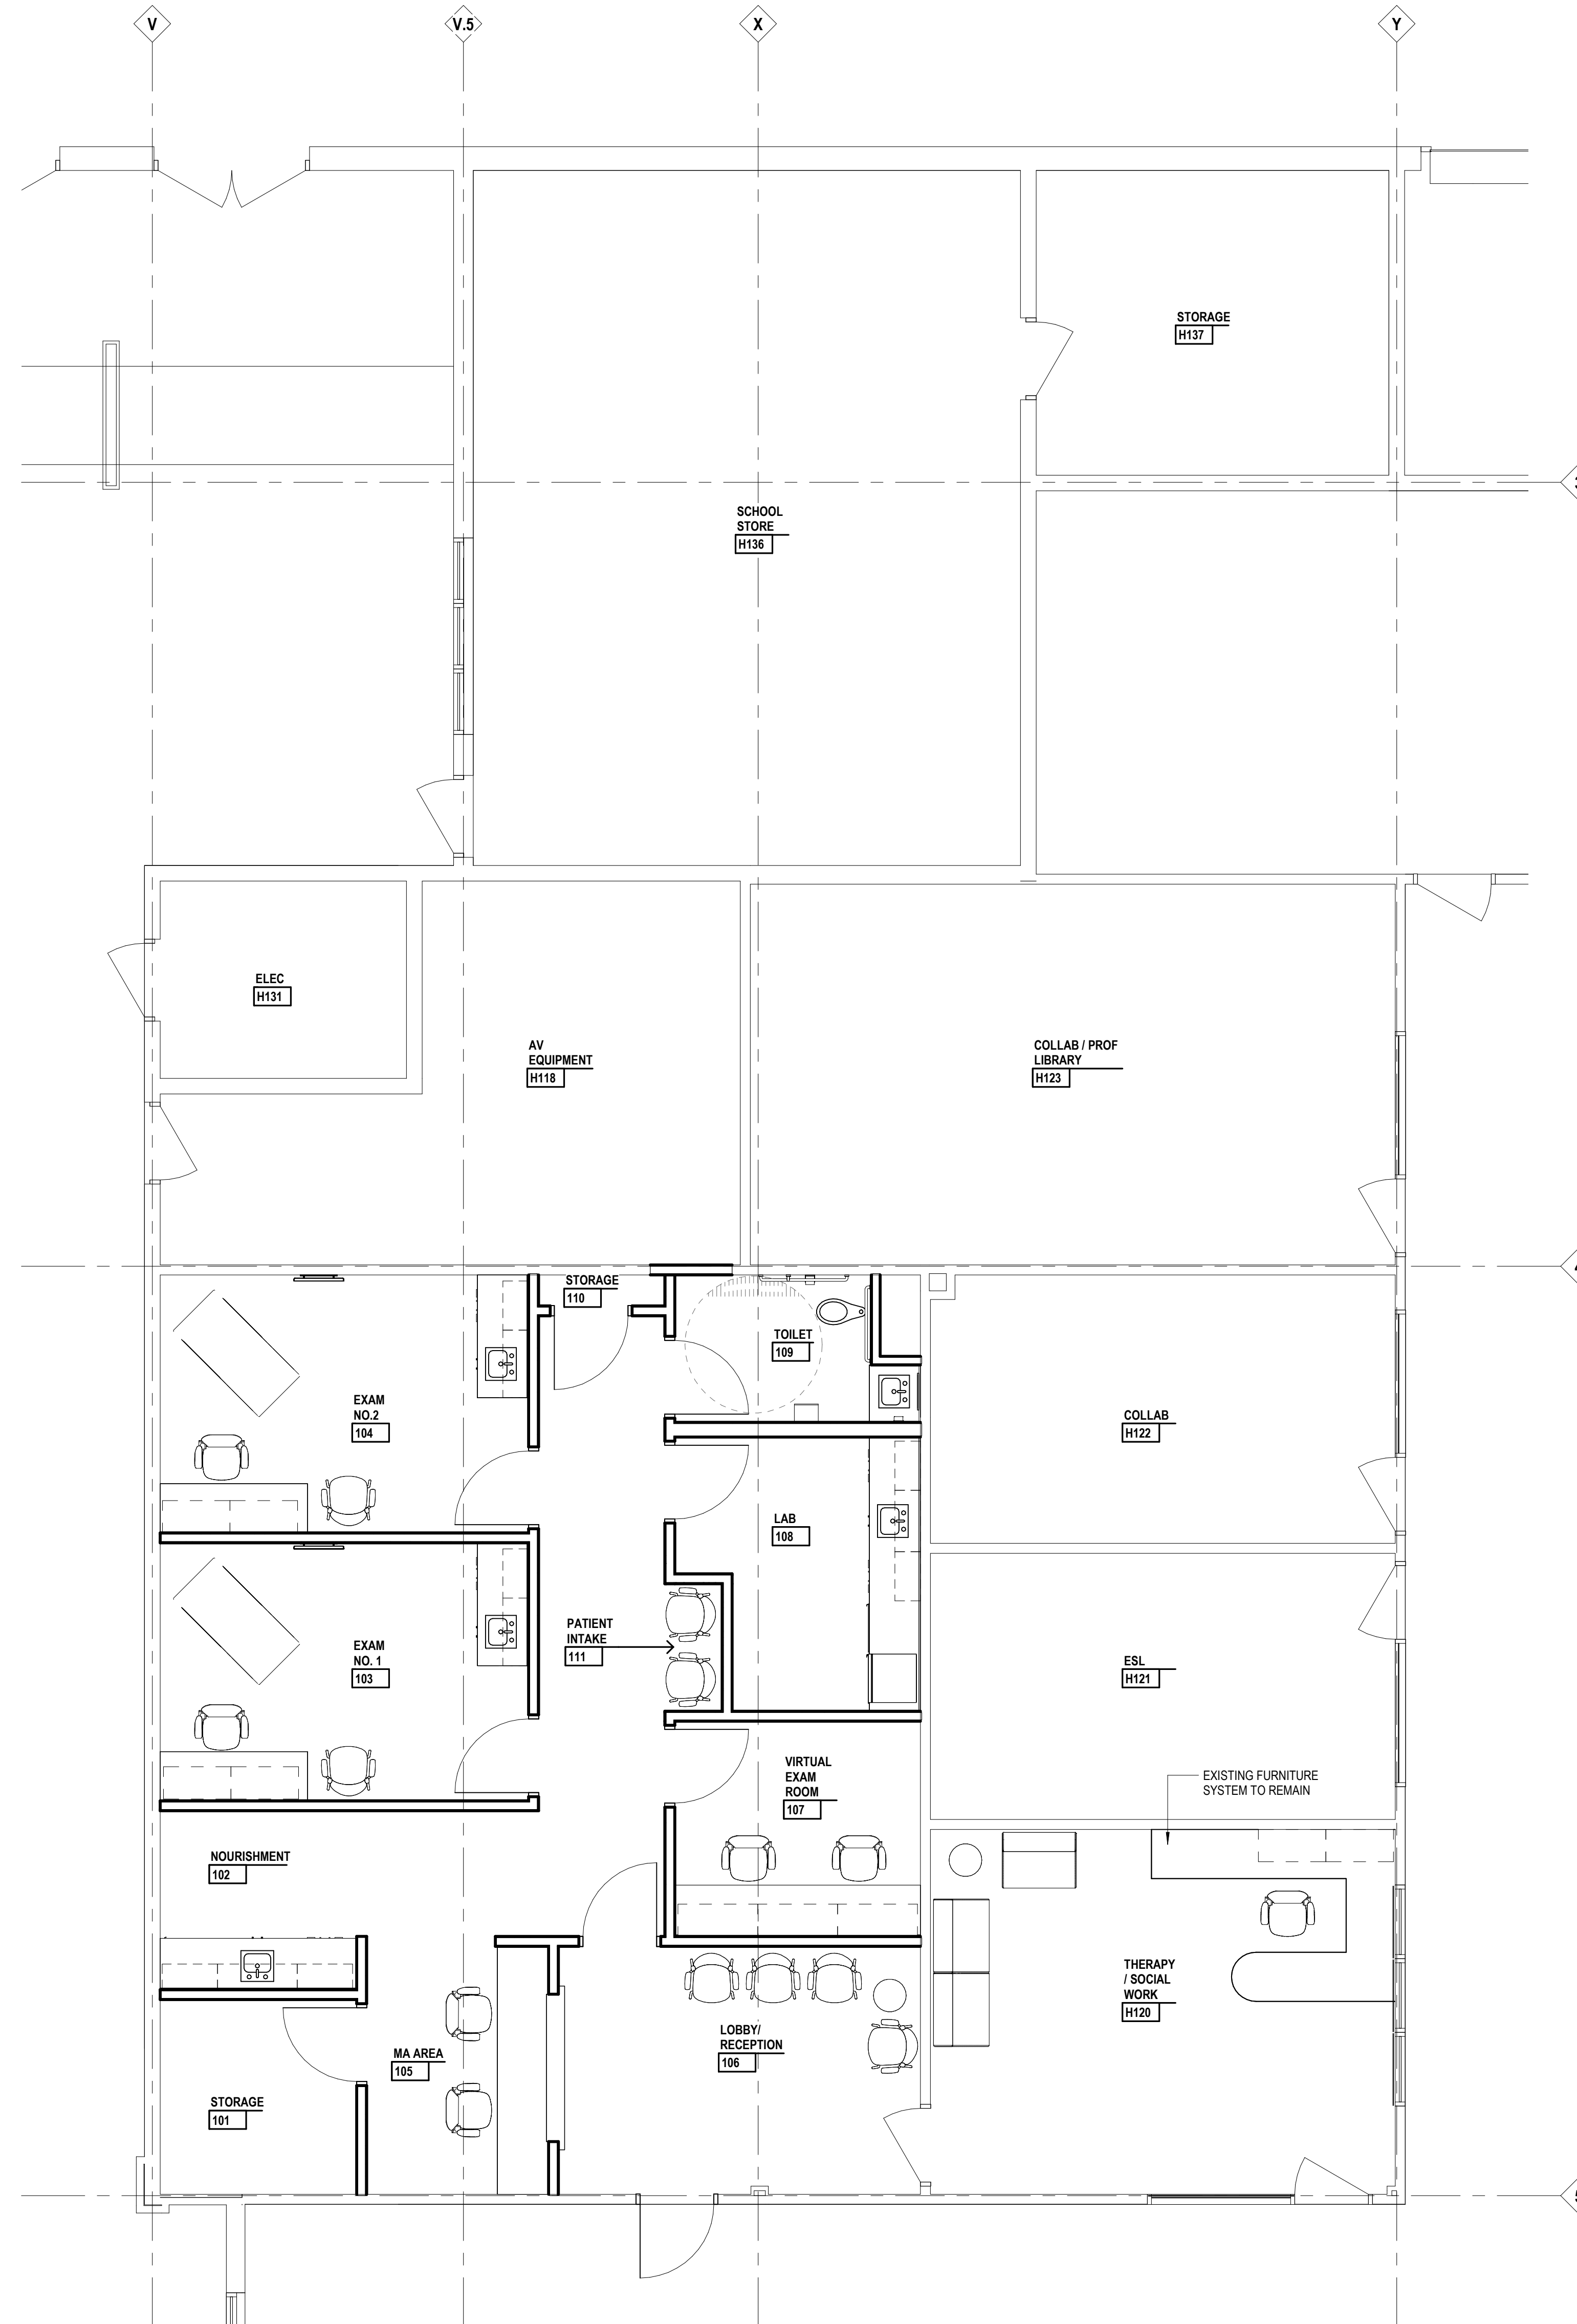 V
V.5
X
Y
STORAGE
H137
SCHOOL
STORE
H136
ELEC
H131
AV
EQUIPMENT
H118
COLLAB / PROF
LIBRARY
H123
STORAGE
110
TOILET
109
EXAM
NO.2
104
COLLAB
H122
LAB
108
PATIENT
INTAKE
111
EXAM
NO. 1
103
ESL
H121
VIRTUAL
EXAM
ROOM
107
EXISTING FURNITURE
SYSTEM TO REMAIN
NOURISHMENT
102
THERAPY
/ SOCIAL
WORK
H120
LOBBY/
RECEPTION
106
MA AREA
105
STORAGE
101